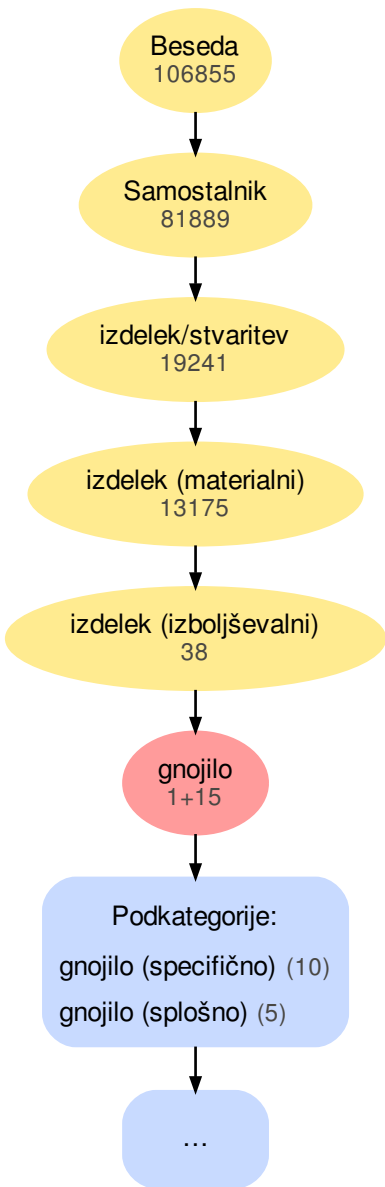 Beseda
106855
Samostalnik
81889
izdelek/stvaritev
19241
izdelek (materialni)
13175
izdelek (izboljševalni)
38
gnojilo
1+15
Podkategorije:
gnojilo (specifično) (10)
gnojilo (splošno) (5)
...